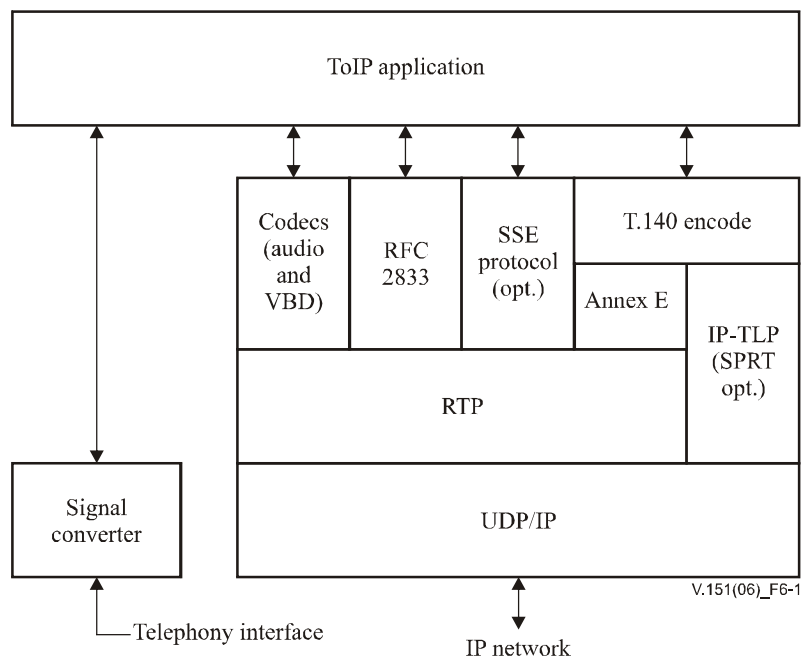 ToIP application
Codecs
(audio
and
VBD)
RFC
2833
SSE
protocol
(opt.)
T.140 encode
Annex E
IP-TLP
(SPRT
opt.)
RTP
Signal
converter
UDP/IP
V.151(06)_F6-1
Telephony interface
IP network